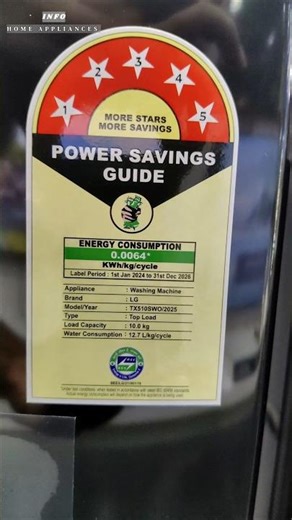 INFO
HOME APPLIANCES
1 2 3 4 5
MORE STARS
MORE SAVINGS
POWER SAVINGS
GUIDE
ENERGY CONSUMPTION
0.0064*
KWh/kg/cycle
Label Period : 1st Jan 2024 to 31st Dec 2026
Appliance : Washing Machine
Brand : LG
Model/Year : TX510SWO/2025
Type : Top Load
Load Capacity : 10.0 kg
Water Consumption : 12.7 L/kg/cycle